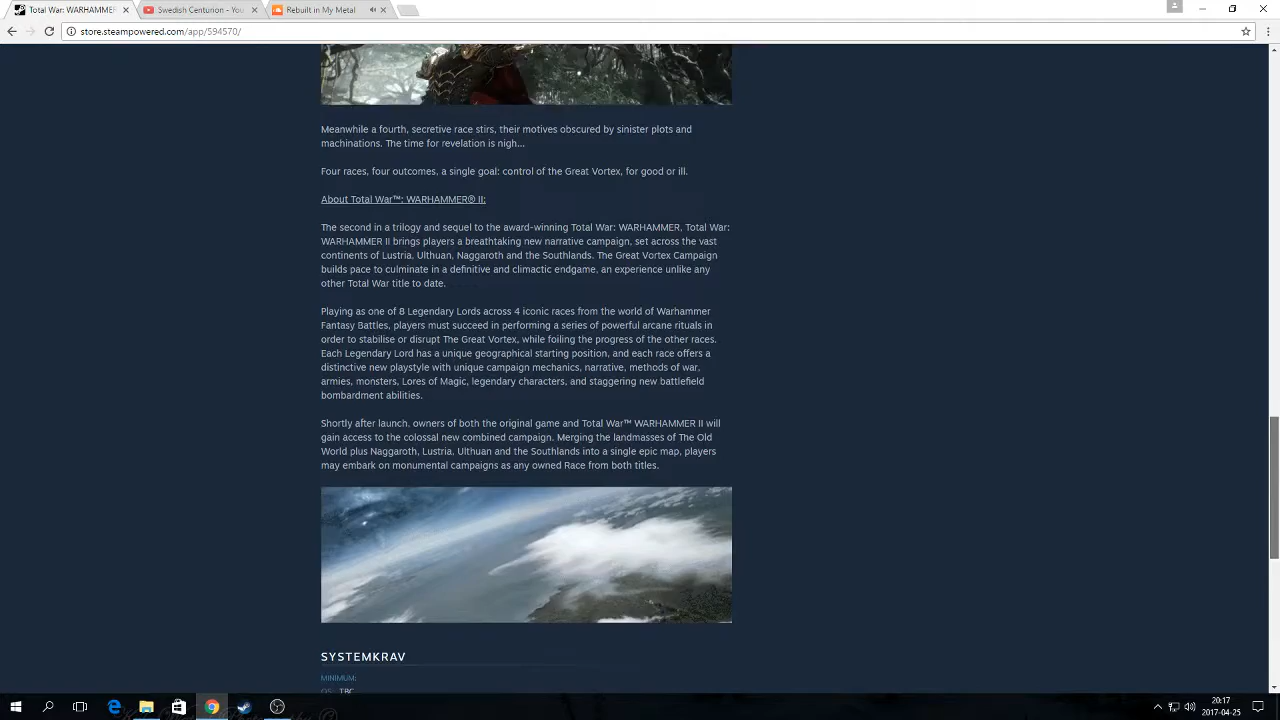 Total War: WARHAMMER
Swedish Centurion - You
Rebuilt in My Metal
store.steampowered.com/app/594570/
Meanwhile a fourth, secretive race stirs, their motives obscured by sinister plots and
machinations. The time for revelation is nigh...
Four races, four outcomes, a single goal: control of the Great Vortex, for good or ill.
About Total War™: WARHAMMER® II:
The second in a trilogy and sequel to the award-winning Total War: WARHAMMER, Total War:
WARHAMMER II brings players a breathtaking new narrative campaign, set across the vast
continents of Lustria, Ulthuan, Naggaroth and the Southlands. The Great Vortex Campaign
builds pace to culminate in a definitive and climactic endgame, an experience unlike any
other Total War title to date.
Playing as one of 8 Legendary Lords across 4 iconic races from the world of Warhammer
Fantasy Battles, players must succeed in performing a series of powerful arcane rituals in
order to stabilise or disrupt The Great Vortex, while foiling the progress of the other races.
Each Legendary Lord has a unique geographical starting position, and each race offers a
distinctive new playstyle with unique campaign mechanics, narrative, methods of war,
armies, monsters, Lores of Magic, legendary characters, and staggering new battlefield
bombardment abilities.
Shortly after launch, owners of both the original game and Total War™ WARHAMMER II will
gain access to the colossal new combined campaign. Merging the landmasses of The Old
World plus Naggaroth, Lustria, Ulthuan and the Southlands into a single epic map, players
may embark on monumental campaigns as any owned Race from both titles.
SYSTEMKRAV
MINIMUM:
OS: TBC
20:17
2017-04-25